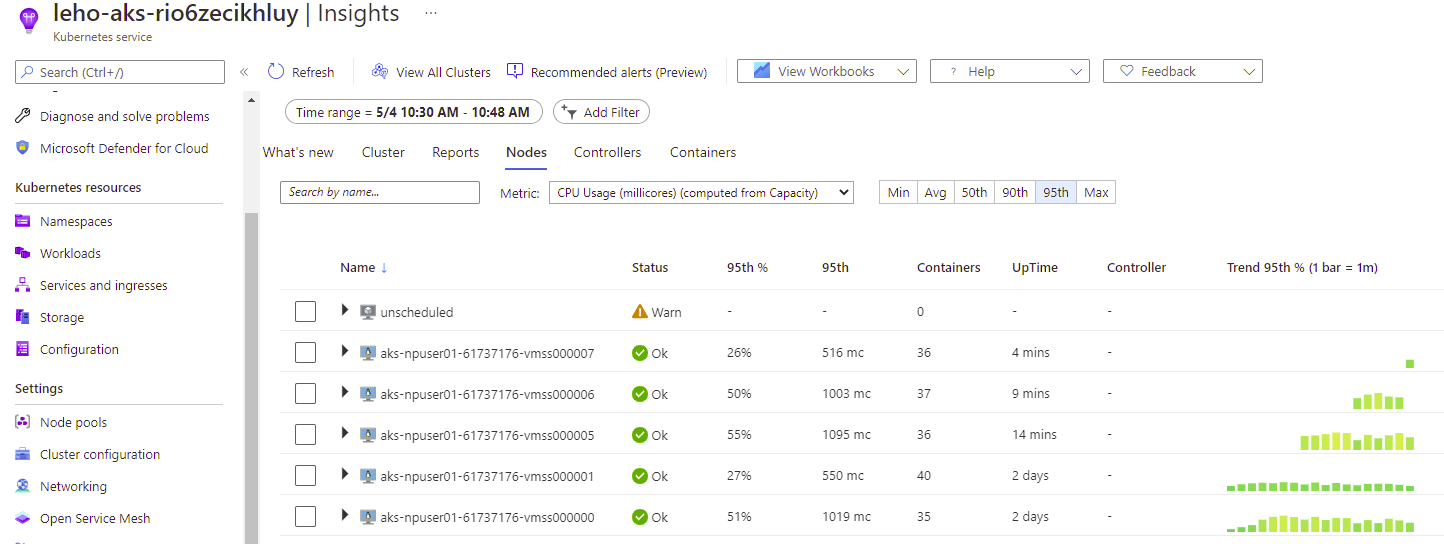 leho-aks-rio6zecikhluy | Insights ...
Kubernetes service
Search (Ctrl+/)
«
Refresh
View All Clusters
Recommended alerts (Preview)
View Workbooks
? Help
Feedback
Diagnose and solve problems
Microsoft Defender for Cloud
Kubernetes resources
Namespaces
Workloads
Services and ingresses
Storage
Configuration
Settings
Node pools
Cluster configuration
Networking
Open Service Mesh
Time range = 5/4 10:30 AM - 10:48 AM
Add Filter
What's new Cluster Reports Nodes Controllers Containers
Search by name...
Metric: CPU Usage (millicores) (computed from Capacity)
Min Avg 50th 90th 95th Max
Name ↓ Status 95th % 95th Containers UpTime Controller Trend 95th % (1 bar = 1m)
unscheduled Warn - - 0 - -
aks-npuser01-61737176-vmss000007 Ok 26% 516 mc 36 4 mins -
aks-npuser01-61737176-vmss000006 Ok 50% 1003 mc 37 9 mins -
aks-npuser01-61737176-vmss000005 Ok 55% 1095 mc 36 14 mins -
aks-npuser01-61737176-vmss000001 Ok 27% 550 mc 40 2 days -
aks-npuser01-61737176-vmss000000 Ok 51% 1019 mc 35 2 days -